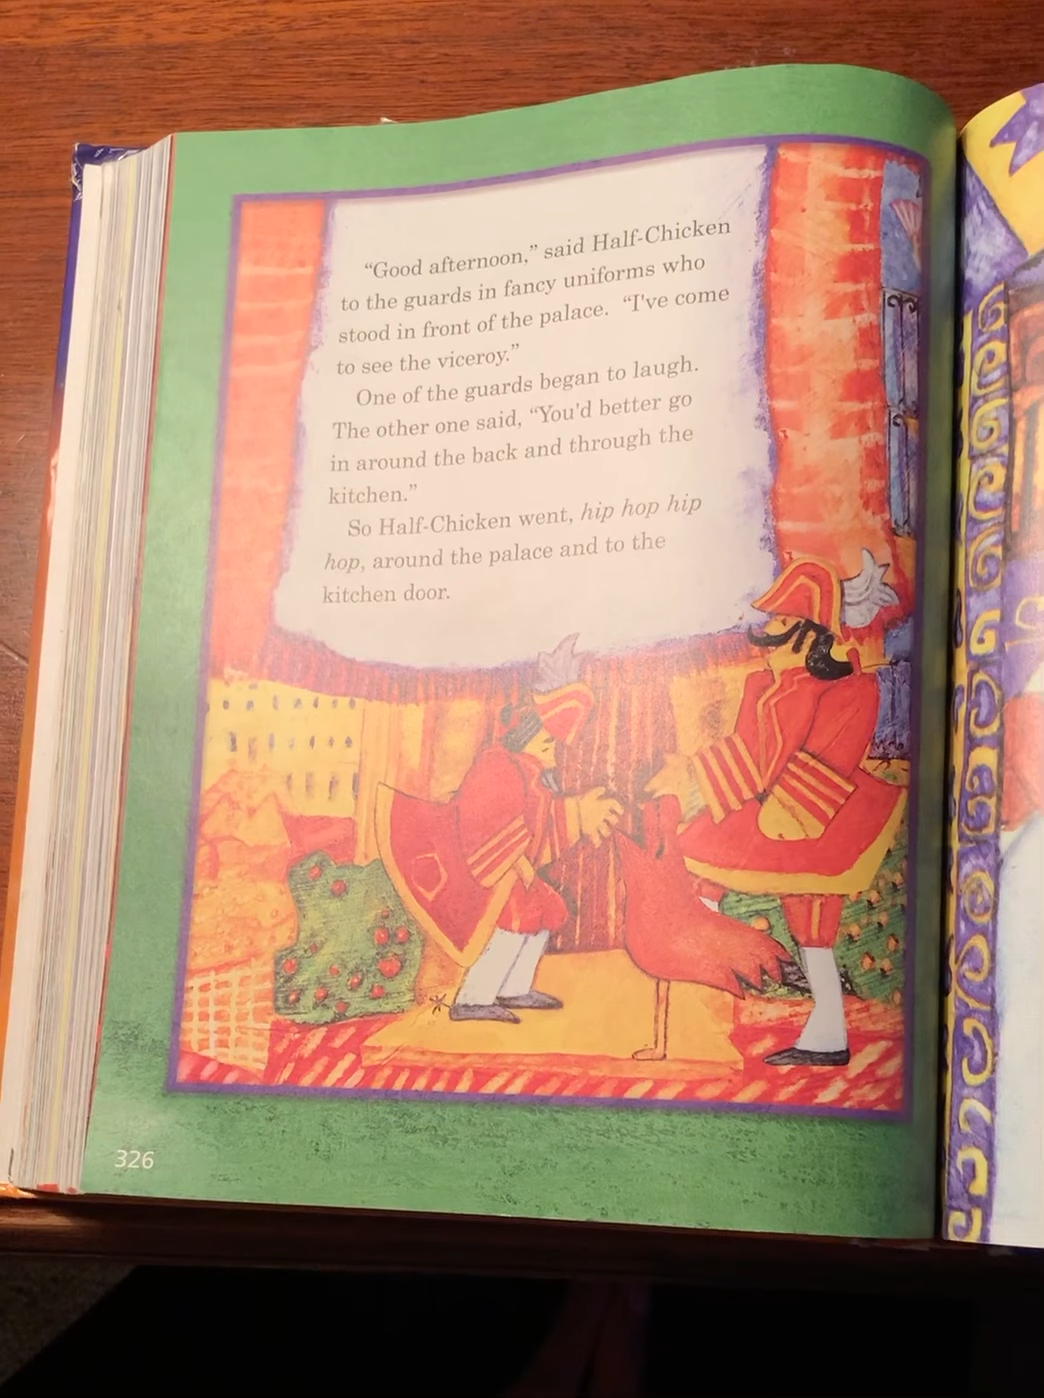 “Good afternoon,” said Half-Chicken
to the guards in fancy uniforms who
stood in front of the palace. “I've come
to see the viceroy.”
One of the guards began to laugh.
The other one said, “You'd better go
in around the back and through the
kitchen.”
So Half-Chicken went, hip hop hip
hop, around the palace and to the
kitchen door.
326